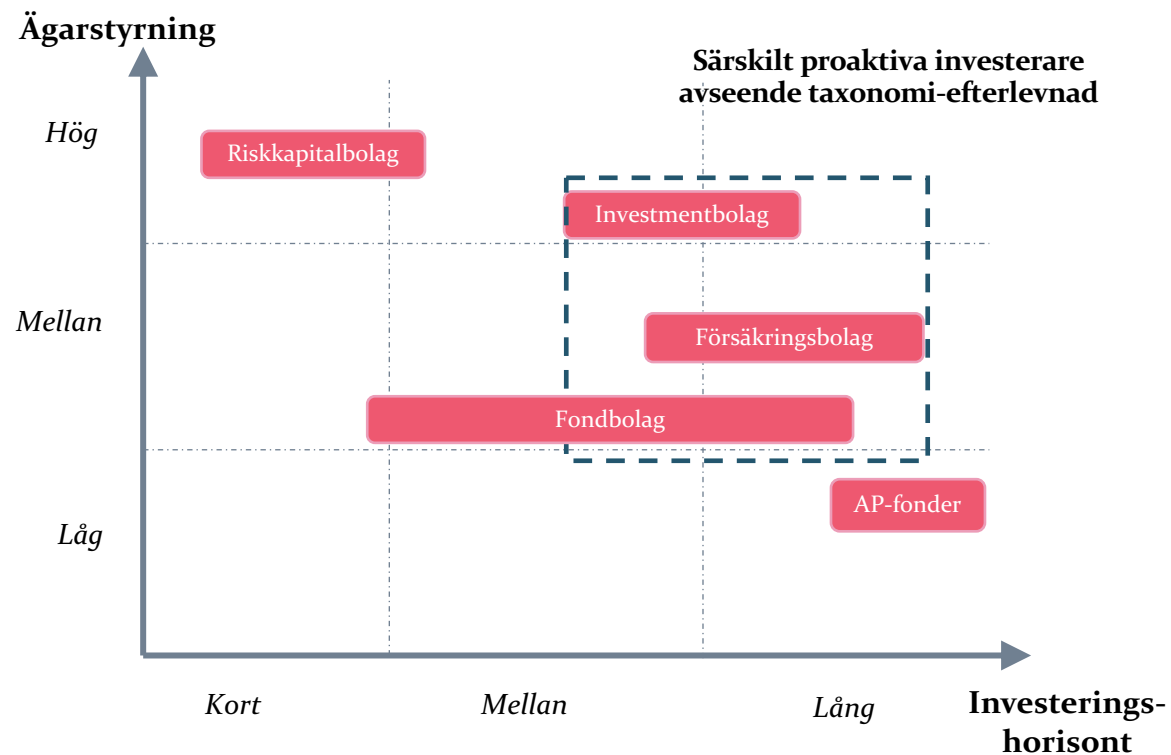 Ägarstyrning
Särskilt proaktiva investerare
avseende taxonomi-efterlevnad
Hög
Riskkapitalbolag
Investmentbolag
Mellan
Försäkringsbolag
Fondbolag
AP-fonder
Låg
Kort
Mellan
Lång
Investerings-
horisont